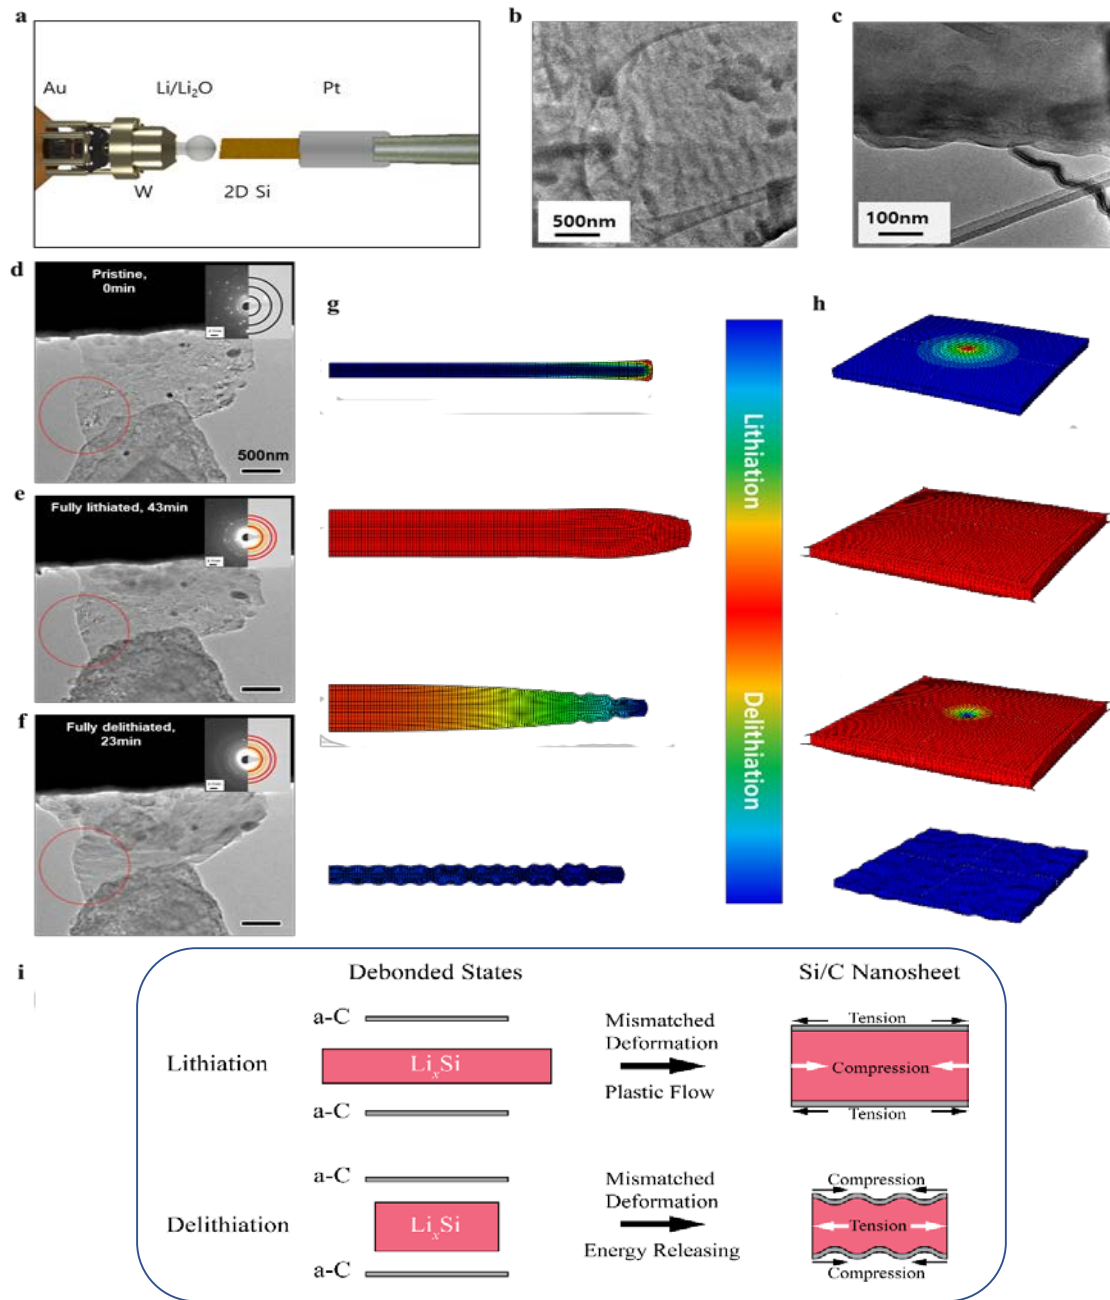 a
Au
Li/Li₂O
Pt
W
2D Si
b
500nm
c
100nm
d
Pristine,
0min
500nm
e
Fully lithiated, 43min
f
Fully delithiated,
23min
g
Lithiation
Delithiation
h
i
Debonded States
Si/C Nanosheet
a-C
Lithiation
LiₓSi
a-C
Mismatched
Deformation
Plastic Flow
Tension
Compression
Tension
a-C
Delithiation
LiₓSi
a-C
Mismatched
Deformation
Energy Releasing
Compression
Tension
Compression